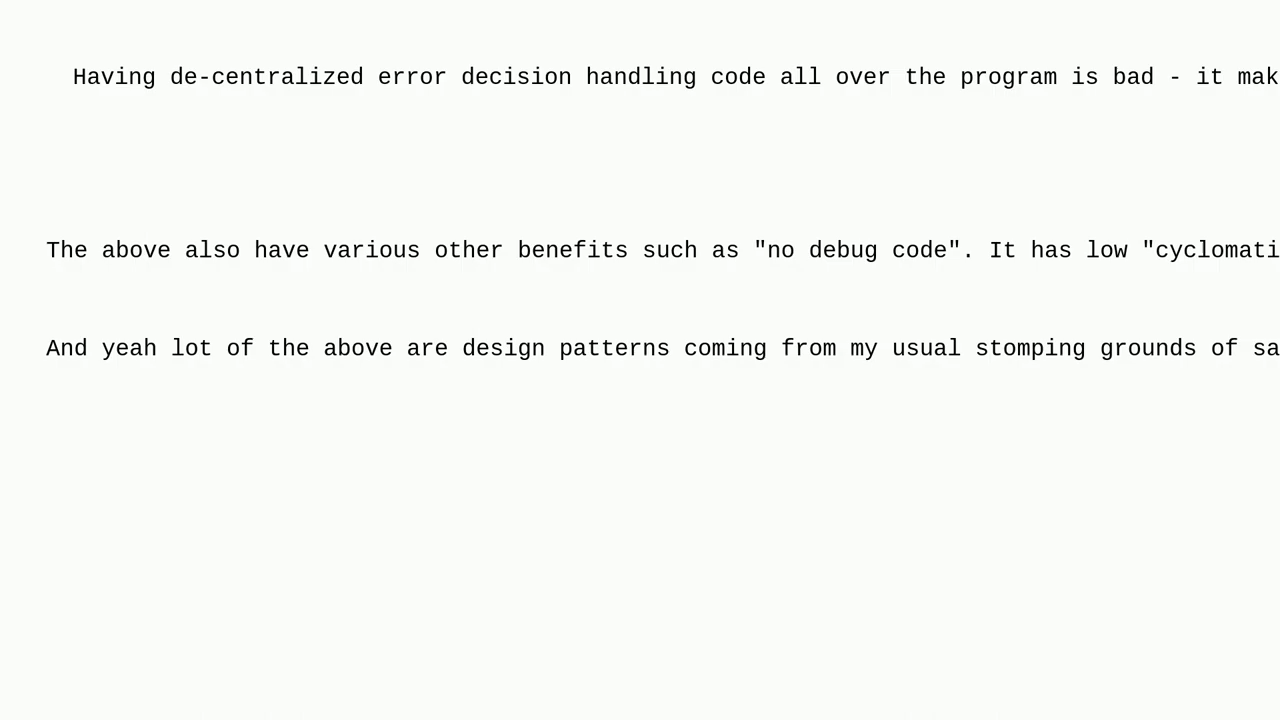 Having de-centralized error decision handling code all over the program is bad - it mak
The above also have various other benefits such as "no debug code". It has low "cyclomati
And yeah lot of the above are design patterns coming from my usual stomping grounds of sa